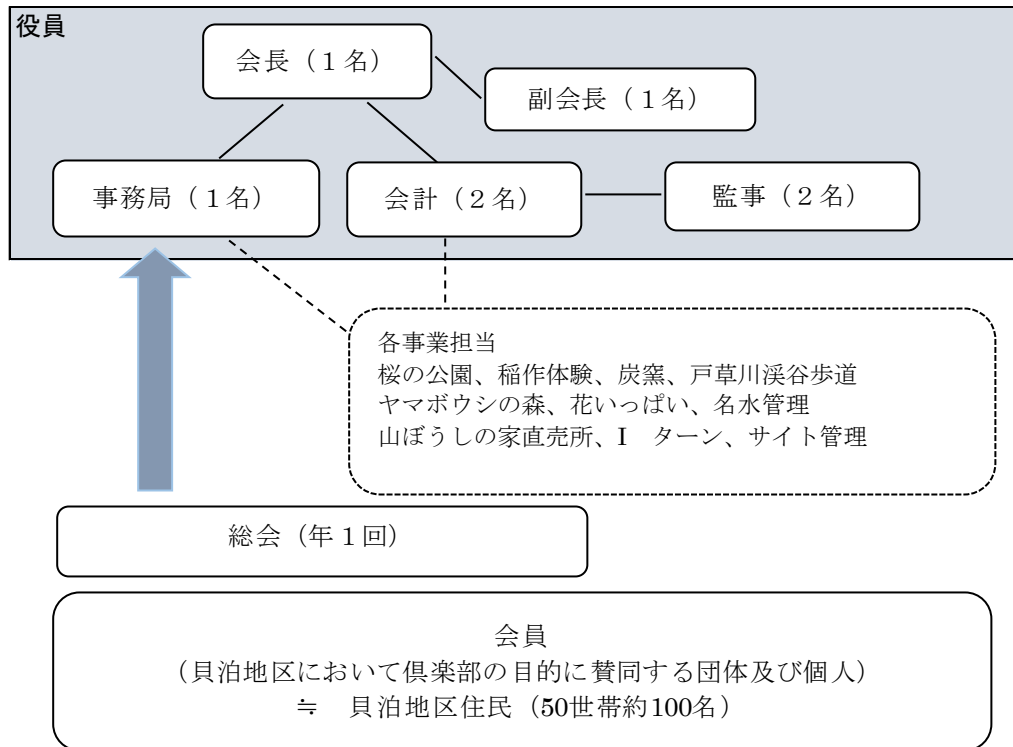 役員
会長（１名）
副会長（１名）
事務局（１名）
会計（２名）
監事（２名）
各事業担当
桜の公園、稲作体験、炭窯、戸草川渓谷歩道
ヤマボウシの森、花いっぱい、名水管理
山ぼうしの家直売所、I　ターン、サイト管理
総会（年１回）
会員
（貝泊地区において倶楽部の目的に賛同する団体及び個人）
≒　貝泊地区住民（50世帯約100名）